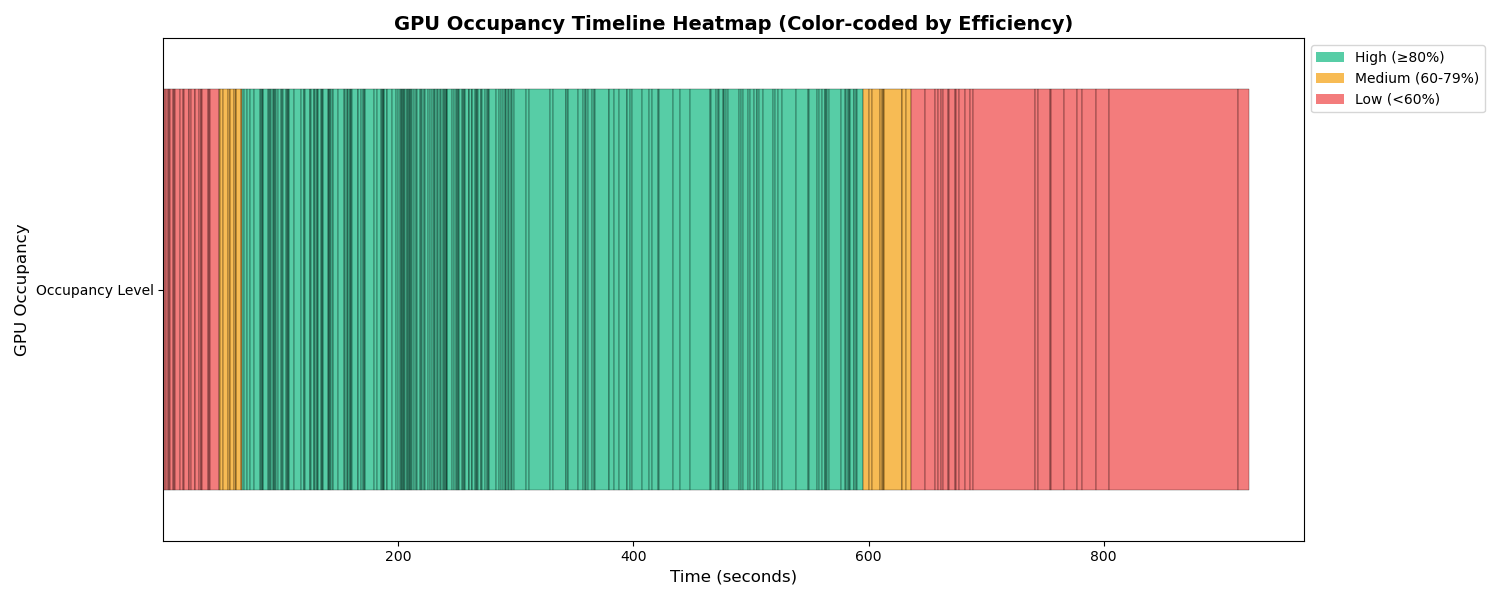 GPU Occupancy Timeline Heatmap (Color-coded by Efficiency)
High (≥80%)
Medium (60-79%)
Low (<60%)
GPU Occupancy
Occupancy Level
200
400
600
800
Time (seconds)